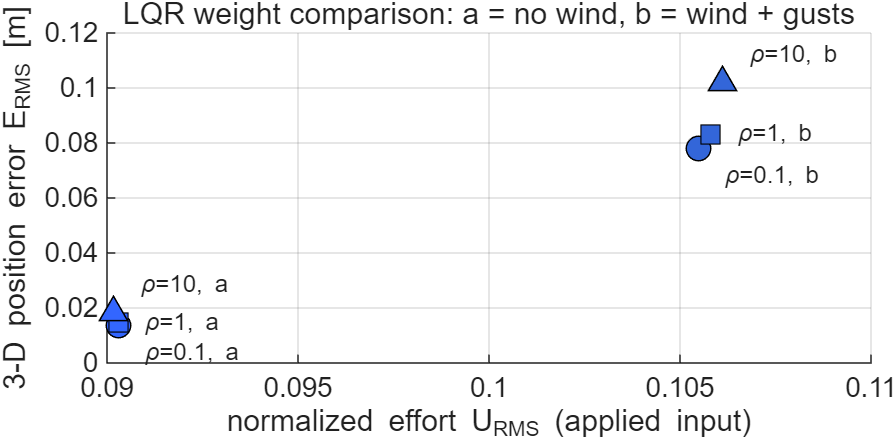 LQR weight comparison: a = no wind, b = wind + gusts
3-D position error E_RMS [m]
0.12
0.1
0.08
0.06
0.04
0.02
0
ρ=10, b
ρ=1, b
ρ=0.1, b
ρ=10, a
ρ=1, a
ρ=0.1, a
0.09 0.095 0.1 0.105 0.11
normalized effort U_RMS (applied input)